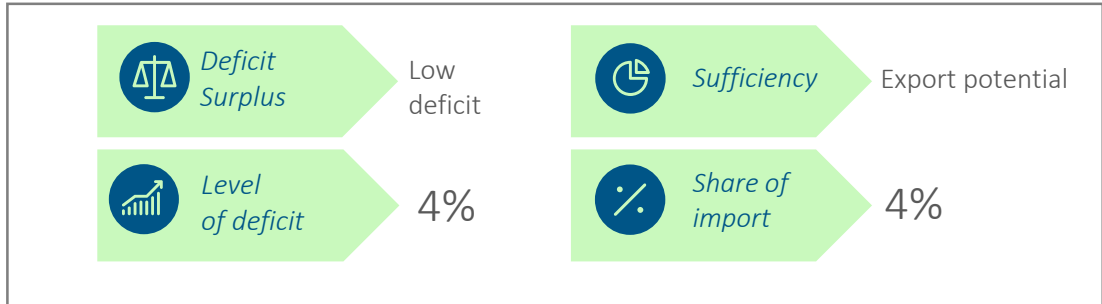 Deficit
Surplus
Low
deficit
Sufficiency
Export potential
Level
of deficit
4%
Share of
import
4%